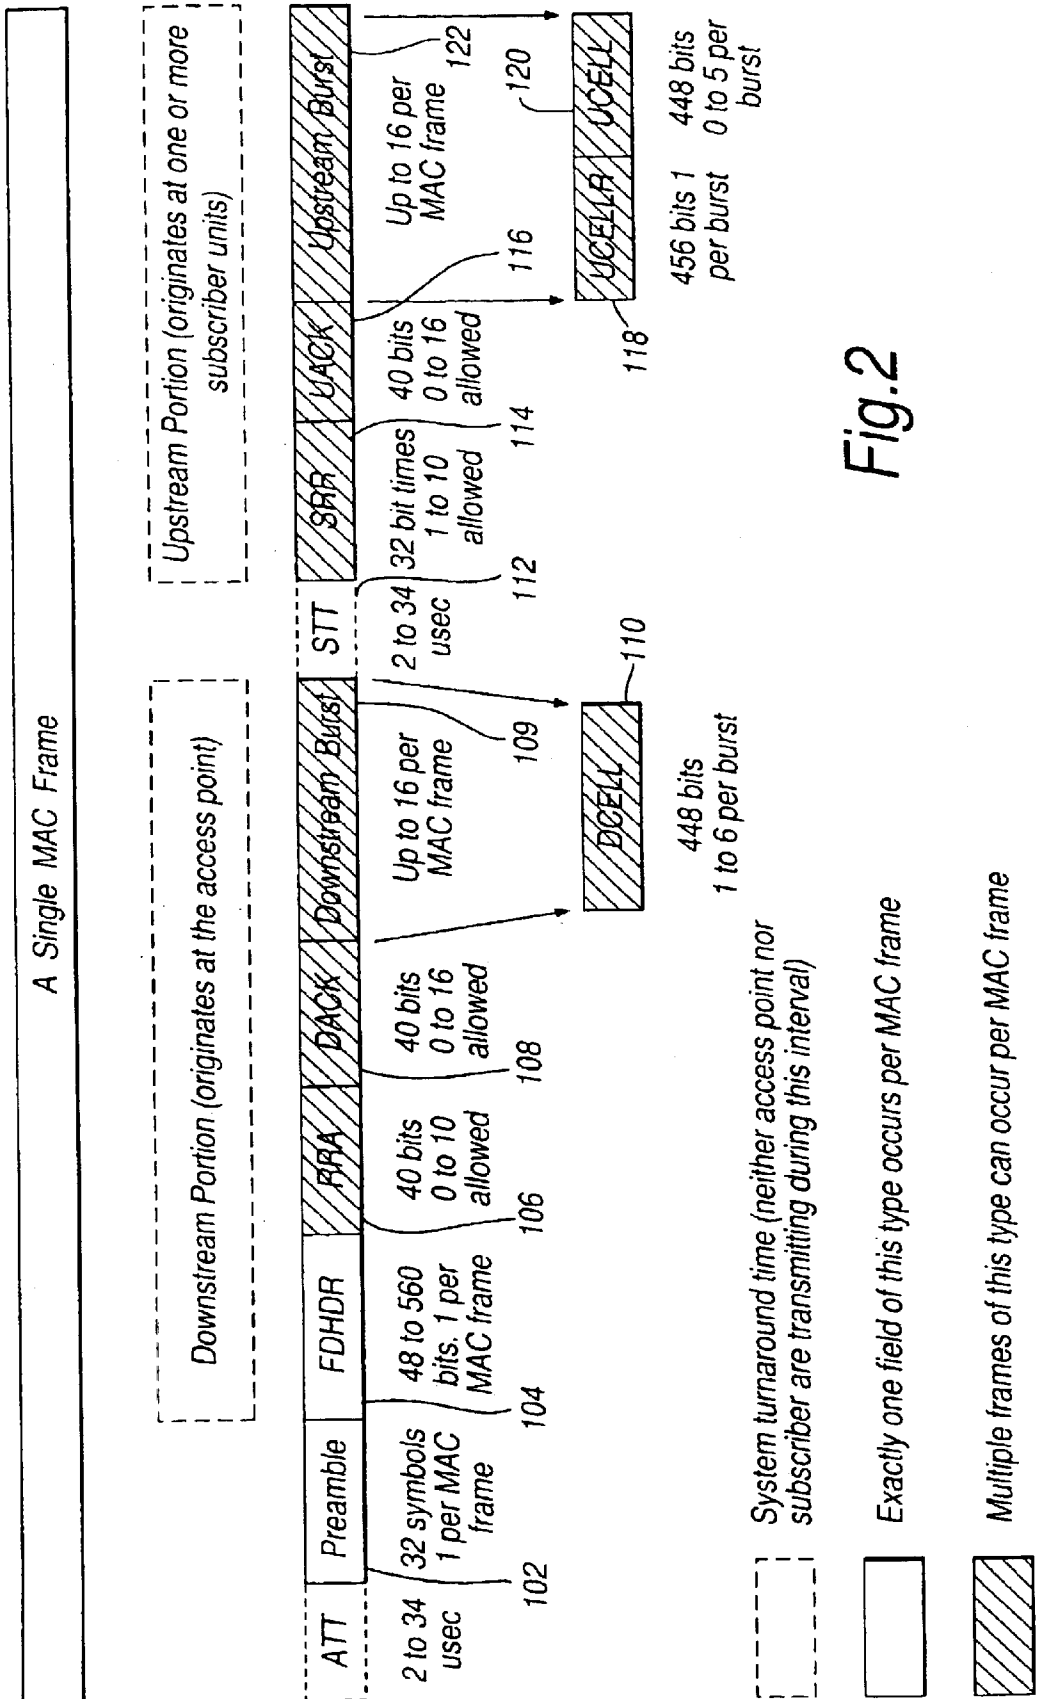 A Single MAC Frame
Downstream Portion (originates at the access point)
Upstream Portion (originates at one or more
subscriber units)
ATT
Preamble
FDHDR
RRA
DACK
Downstream Burst
STT
SRR
UACK
Upstream Burst
2 to 34
usec
32 symbols
1 per MAC
frame
48 to 560
bits. 1 per
MAC frame
40 bits
0 to 10
allowed
40 bits
0 to 16
allowed
Up to 16 per
MAC frame
2 to 34
usec
32 bit times
1 to 10
allowed
40 bits
0 to 16
allowed
Up to 16 per
MAC frame
102
104
106
108
109
112
114
116
122
DCELL
110
448 bits
1 to 6 per burst
UCELLR
UCELL
118
120
456 bits 1
per burst
448 bits
0 to 5 per
burst
System turnaround time (neither access point nor
subscriber are transmitting during this interval)
Exactly one field of this type occurs per MAC frame
Multiple frames of this type can occur per MAC frame
Fig.2